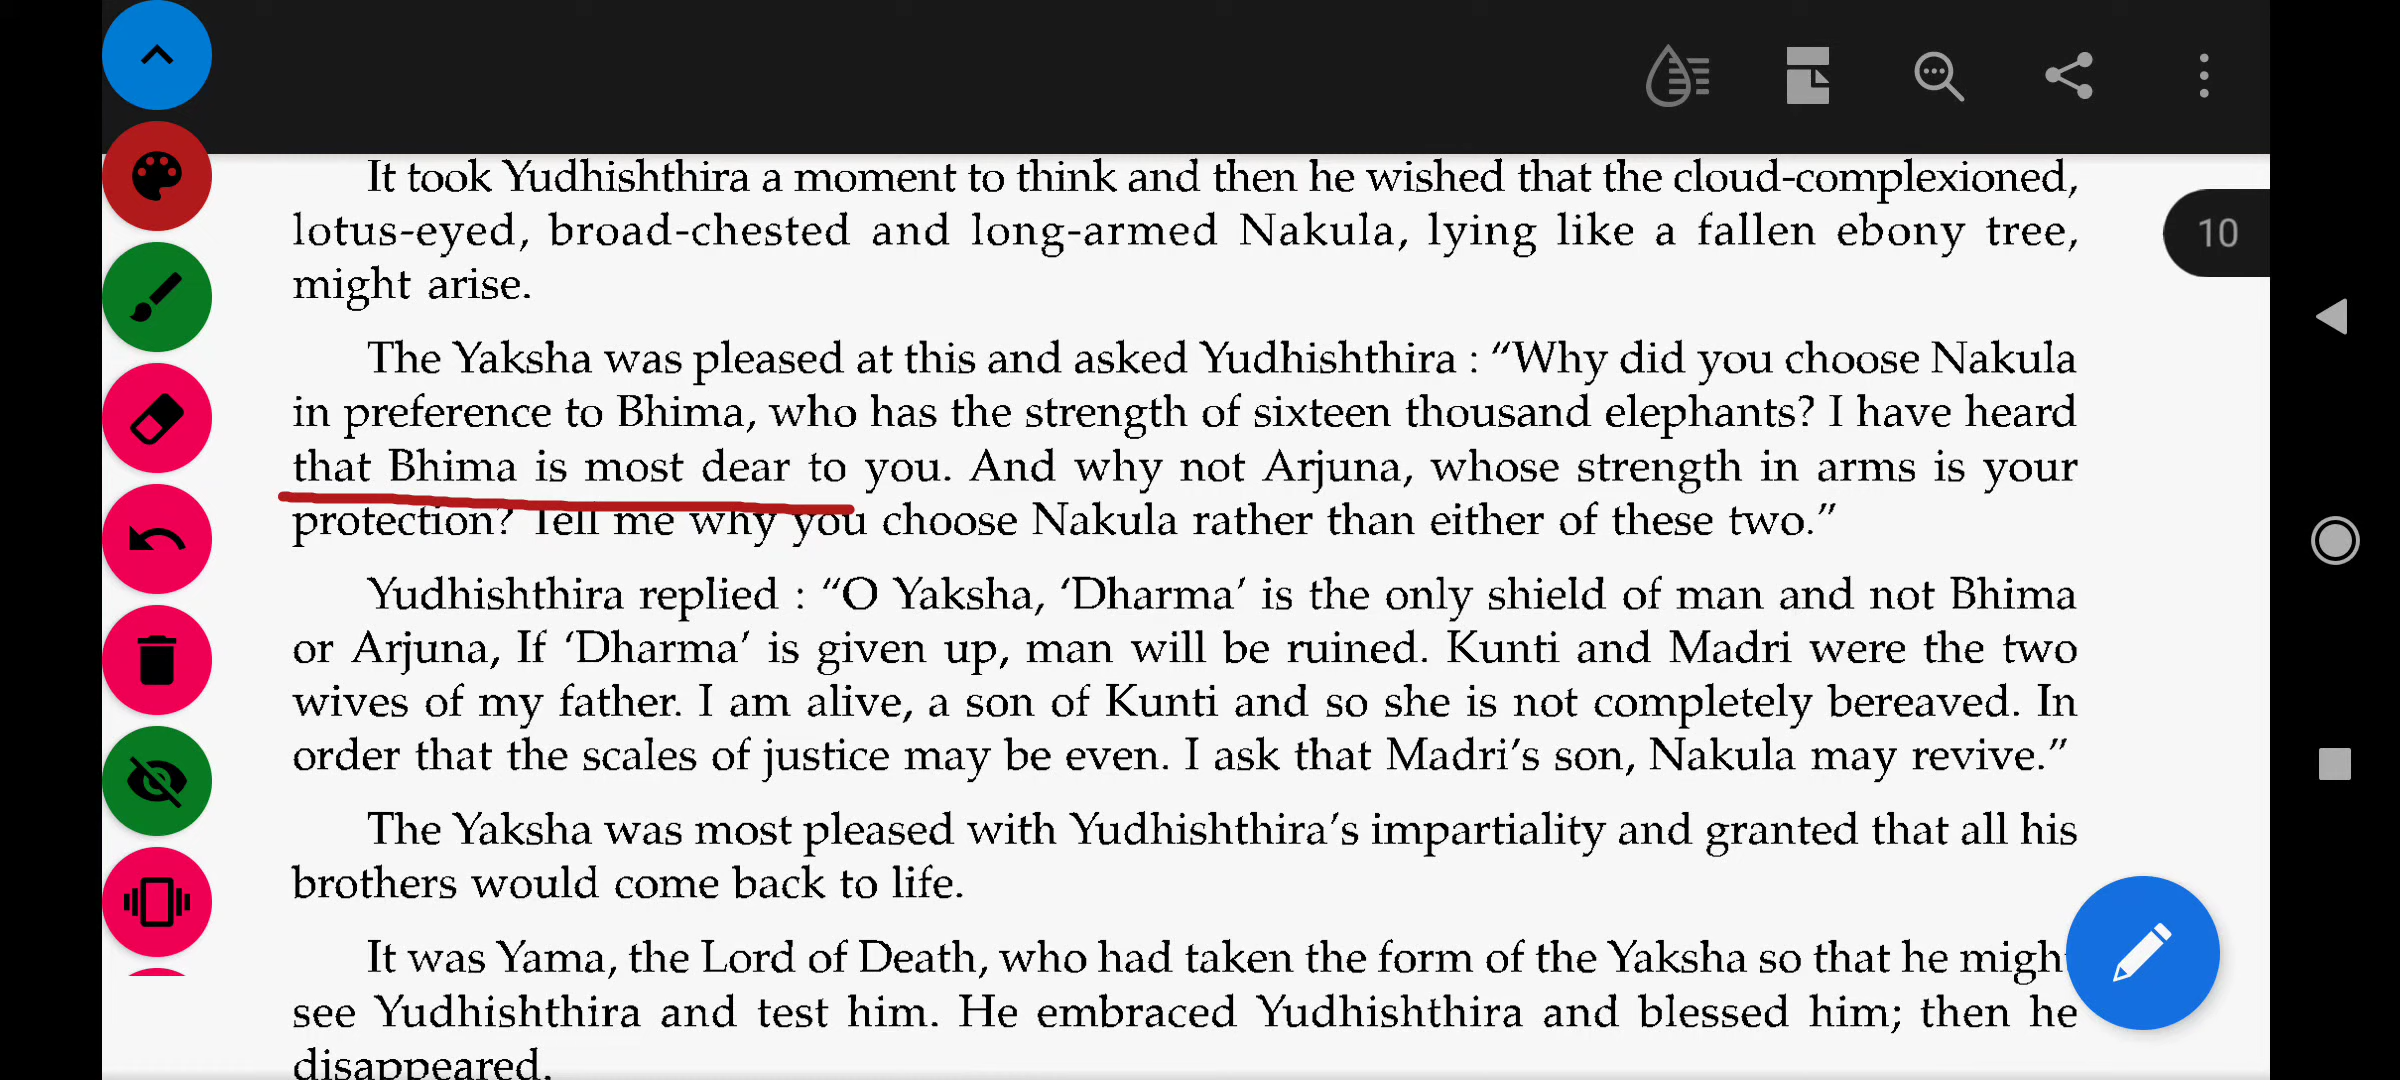 It took Yudhishthira a moment to think and then he wished that the cloud-complexioned,
lotus-eyed, broad-chested and long-armed Nakula, lying like a fallen ebony tree,
might arise.
10
The Yaksha was pleased at this and asked Yudhishthira : “Why did you choose Nakula
in preference to Bhima, who has the strength of sixteen thousand elephants? I have heard
that Bhima is most dear to you. And why not Arjuna, whose strength in arms is your
protection? Tell me why you choose Nakula rather than either of these two.”
Yudhishthira replied : “O Yaksha, ‘Dharma’ is the only shield of man and not Bhima
or Arjuna, If ‘Dharma’ is given up, man will be ruined. Kunti and Madri were the two
wives of my father. I am alive, a son of Kunti and so she is not completely bereaved. In
order that the scales of justice may be even. I ask that Madri’s son, Nakula may revive.”
The Yaksha was most pleased with Yudhishthira’s impartiality and granted that all his
brothers would come back to life.
It was Yama, the Lord of Death, who had taken the form of the Yaksha so that he might
see Yudhishthira and test him. He embraced Yudhishthira and blessed him; then he
disappeared.